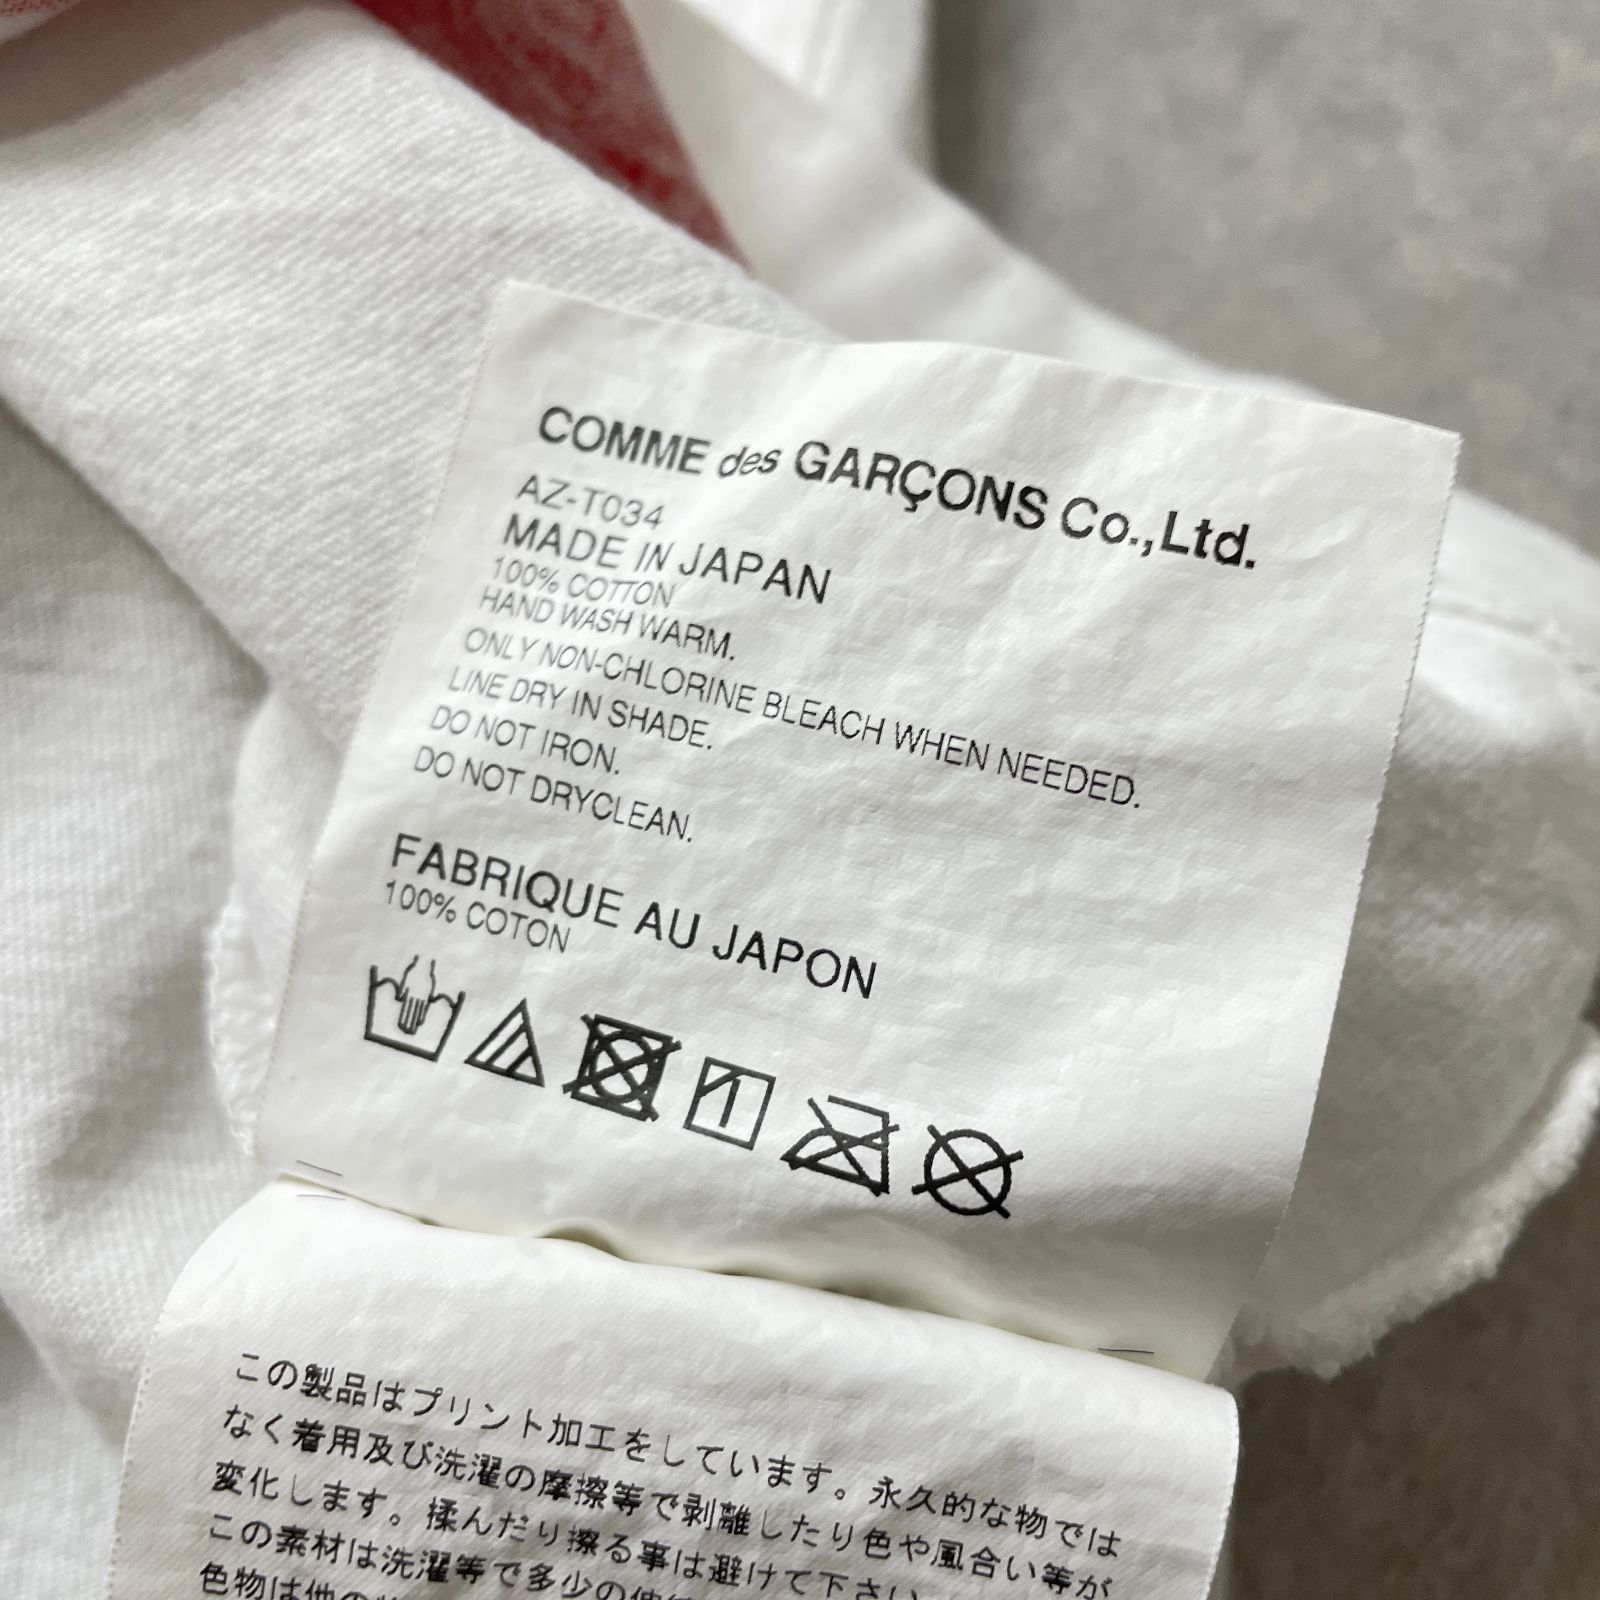 COMME des GARÇONS Co.,Ltd.
AZ-T034
MADE IN JAPAN
100% COTTON
HAND WASH WARM.
ONLY NON-CHLORINE BLEACH WHEN NEEDED.
LINE DRY IN SHADE.
DO NOT IRON.
DO NOT DRYCLEAN.
FABRIQUE AU JAPON
100% COTON
この製品はプリント加工をしています。永久的な物では
なく着用及び洗濯の摩擦等で剥離したり色や風合い等が
変化します。揉んだり擦る事は避けて下さい
この素材は洗濯等で多少の伸
色物は他の